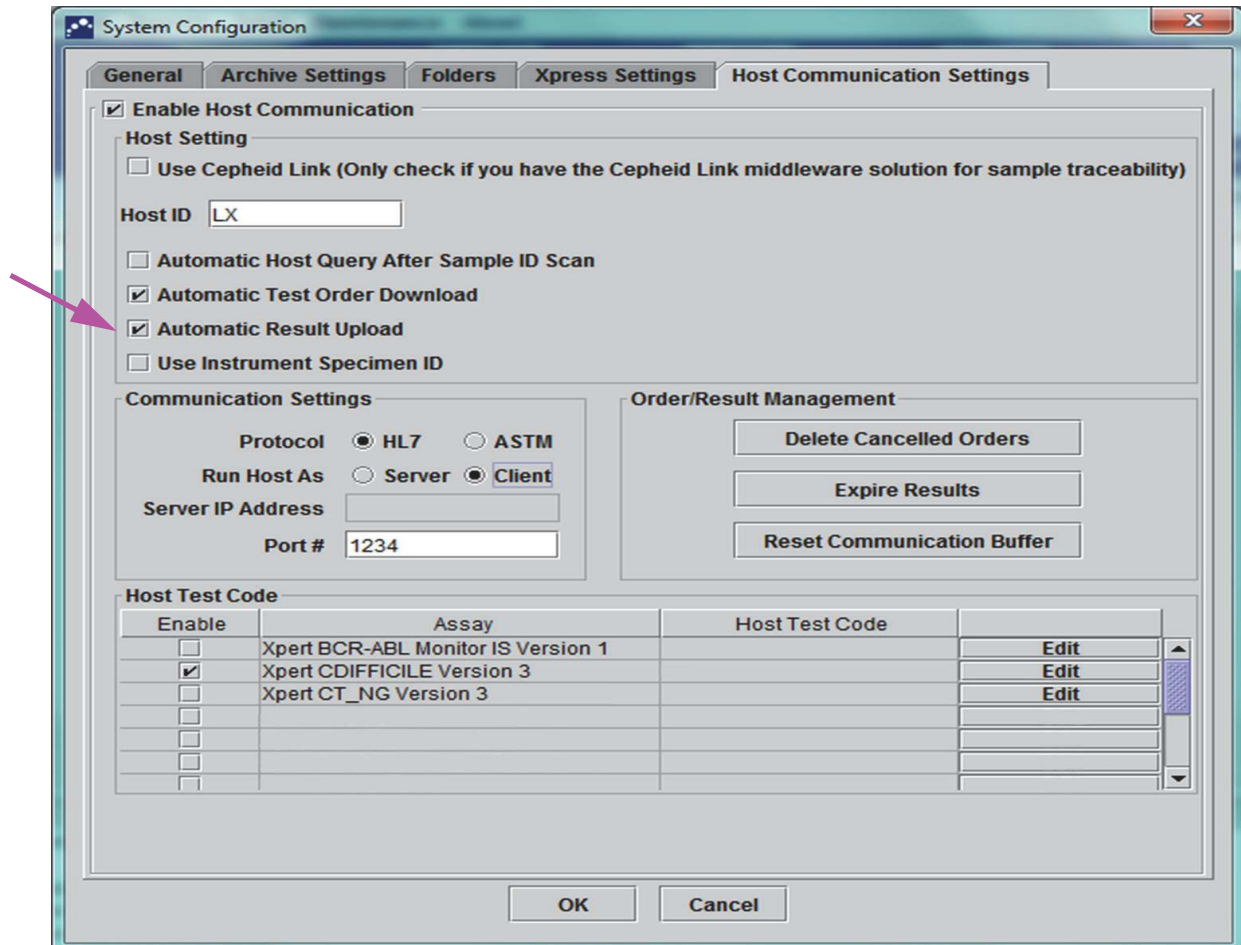 System Configuration
General Archive Settings Folders Xpress Settings Host Communication Settings
Enable Host Communication
Host Setting
Use Cepheid Link (Only check if you have the Cepheid Link middleware solution for sample traceability)
Host ID LX
Automatic Host Query After Sample ID Scan
Automatic Test Order Download
Automatic Result Upload
Use Instrument Specimen ID
Communication Settings
Protocol HL7 ASTM
Run Host As Server Client
Server IP Address
Port # 1234
Order/Result Management
Delete Cancelled Orders
Expire Results
Reset Communication Buffer
Host Test Code
Enable Assay Host Test Code
Xpert BCR-ABL Monitor IS Version 1 Edit
Xpert CDIFFICILE Version 3 Edit
Xpert CT_NG Version 3 Edit
OK Cancel